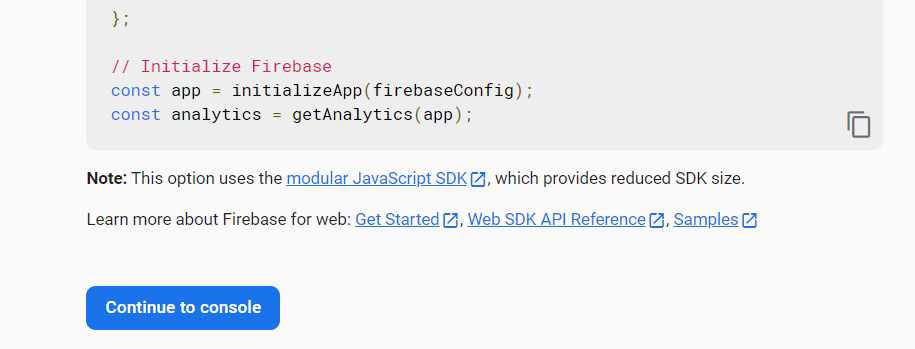 };
// Initialize Firebase
const app = initializeApp(firebaseConfig);
const analytics = getAnalytics(app);
Note: This option uses the modular JavaScript SDK, which provides reduced SDK size.
Learn more about Firebase for web: Get Started, Web SDK API Reference, Samples
Continue to console